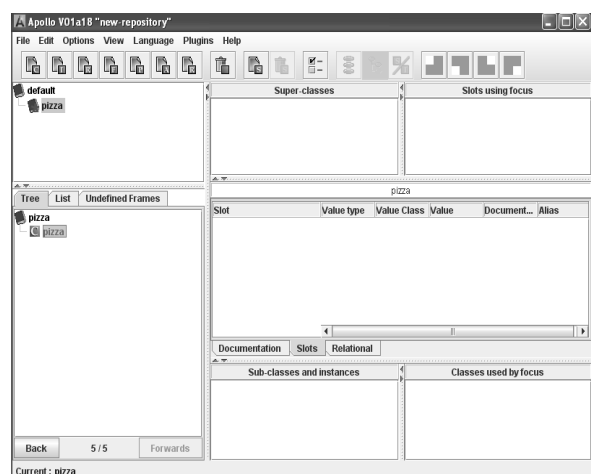 Apollo V01a18 "new-repository"
File Edit Options View Language Plugins Help
default
pizza
Super-classes
Slots using focus
Tree List Undefined Frames
pizza
pizza
pizza
Slot Value type Value Class Value Document... Alias
Documentation Slots Relational
Sub-classes and instances
Classes used by focus
Back 5/5 Forwards
Current : pizza